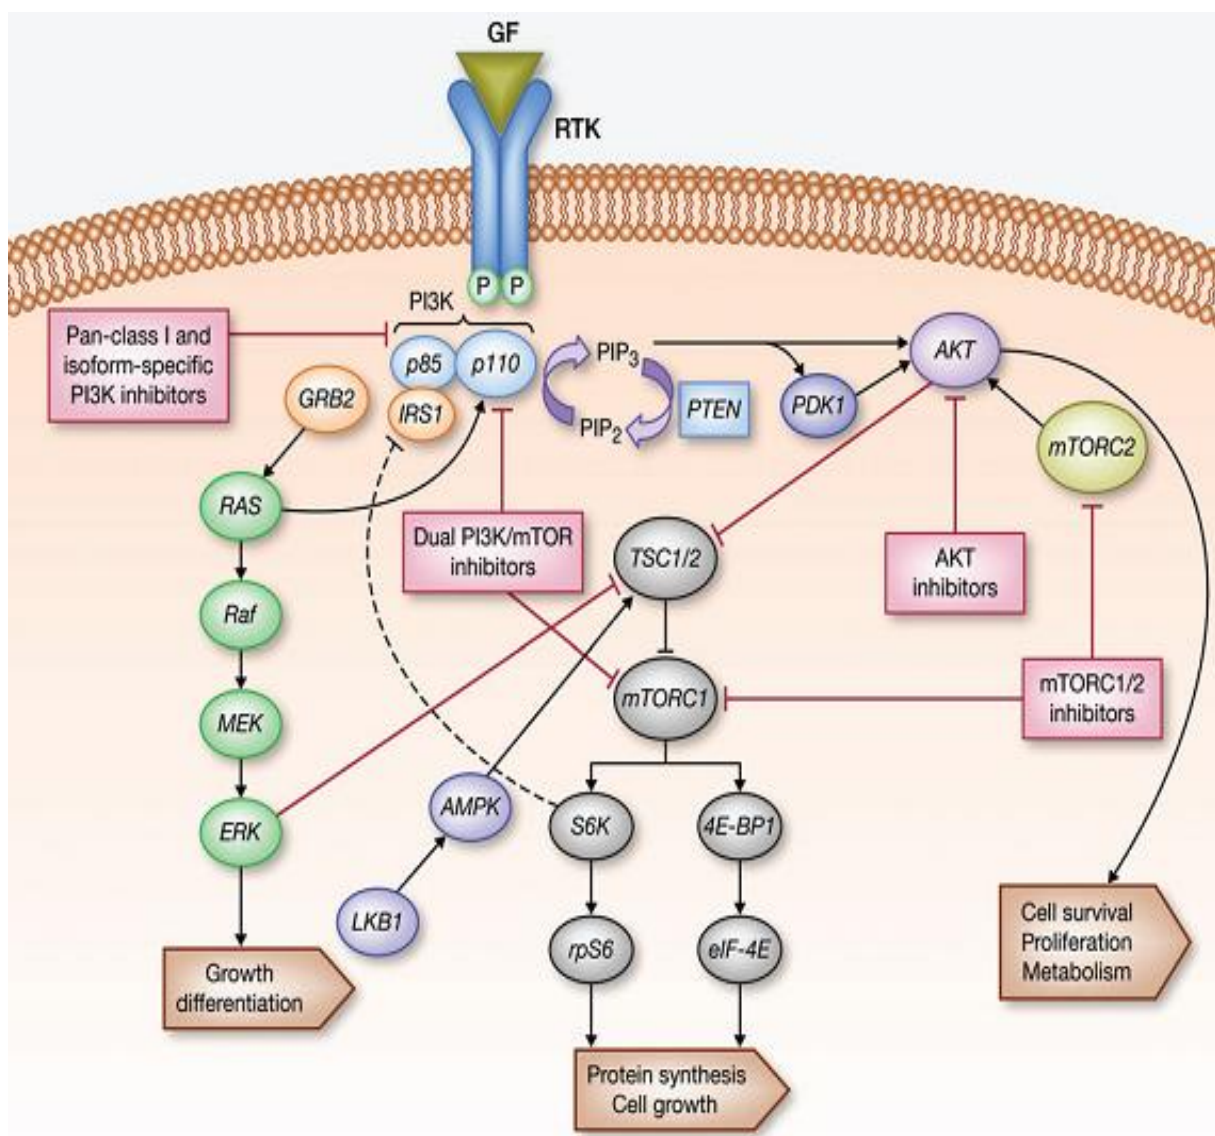 GF
RTK
P P
PI3K
Pan-class I and
isoform-specific
PI3K inhibitors
p85
p110
PIP3
AKT
GRB2
IRS1
PIP2
PTEN
PDK1
mTORC2
RAS
Dual PI3K/mTOR
inhibitors
TSC1/2
AKT
inhibitors
Raf
mTORC1
mTORC1/2
inhibitors
MEK
AMPK
S6K
4E-BP1
ERK
LKB1
rpS6
eIF-4E
Cell survival
Proliferation
Metabolism
Growth
differentiation
Protein synthesis
Cell growth